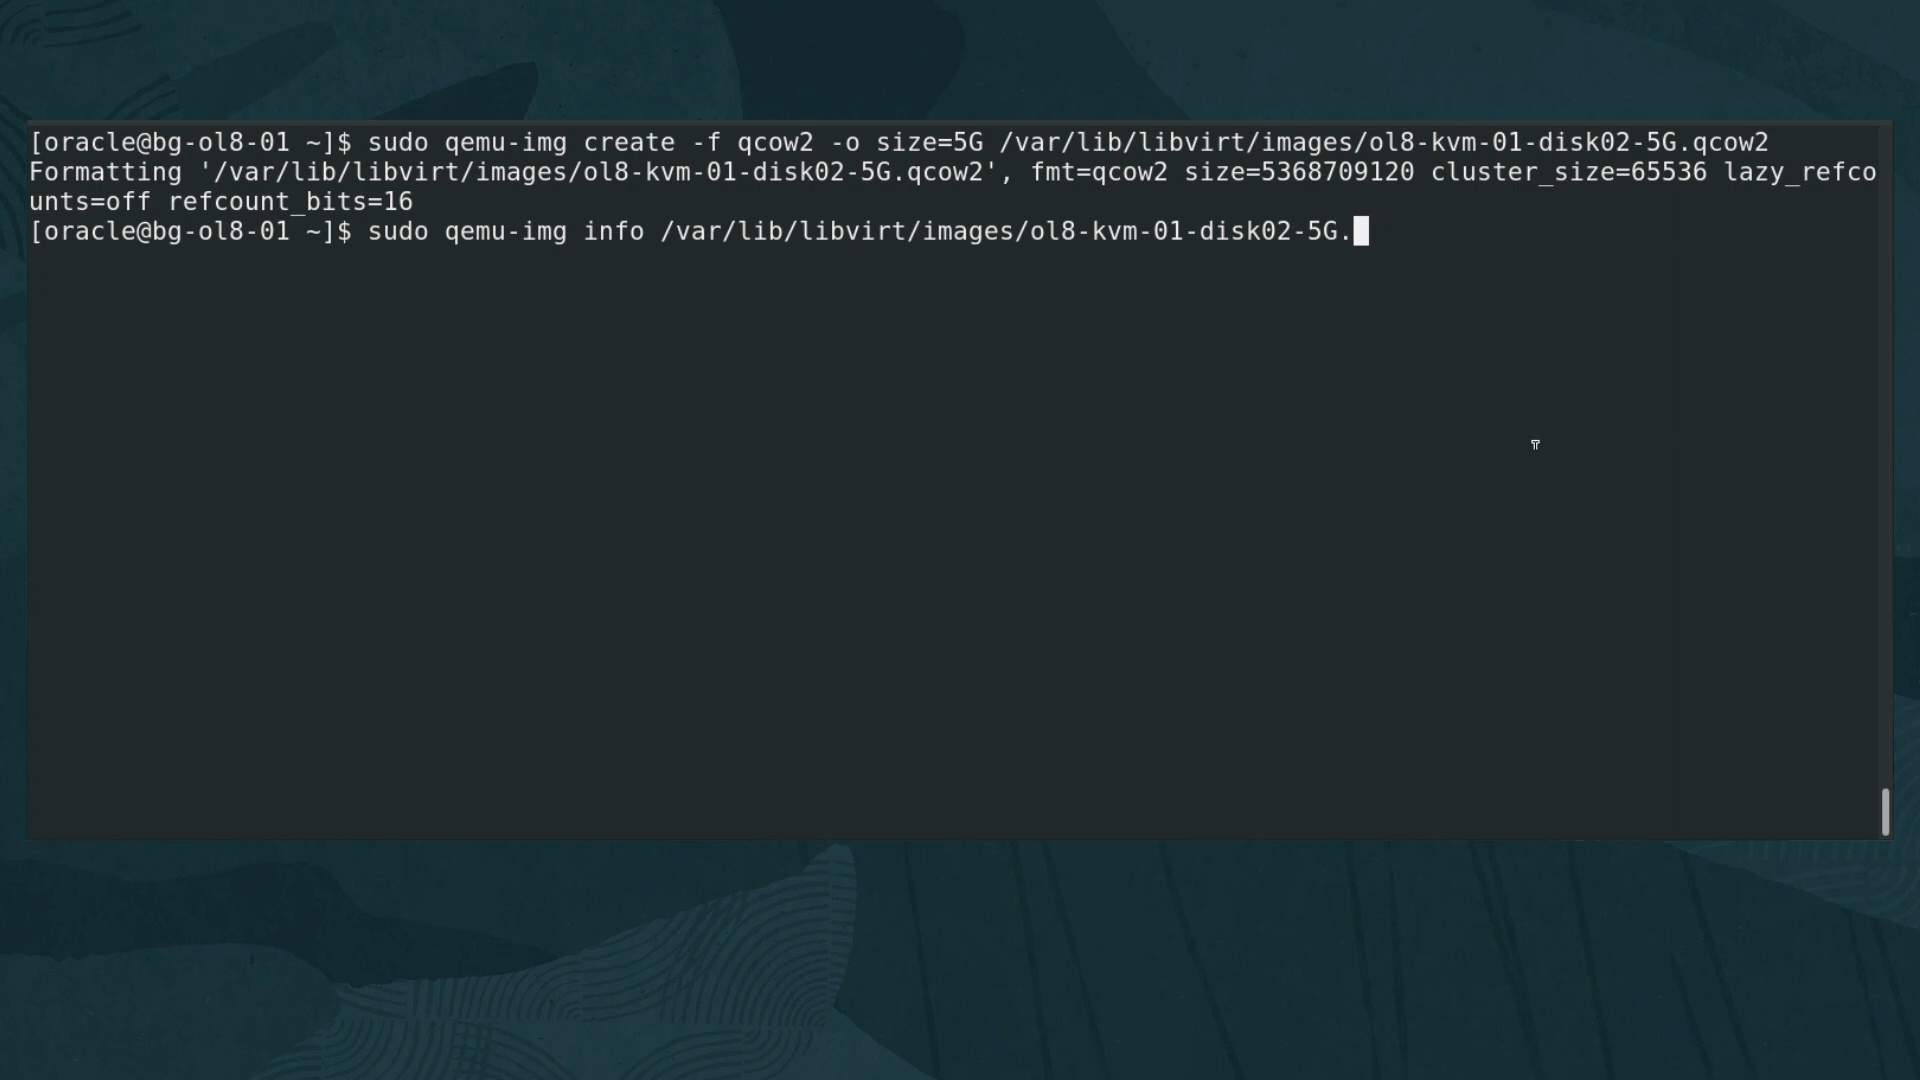 [oracle@bg-ol8-01 ~]$ sudo qemu-img create -f qcow2 -o size=5G /var/lib/libvirt/images/ol8-kvm-01-disk02-5G.qcow2
Formatting '/var/lib/libvirt/images/ol8-kvm-01-disk02-5G.qcow2', fmt=qcow2 size=5368709120 cluster_size=65536 lazy_refco
unts=off refcount_bits=16
[oracle@bg-ol8-01 ~]$ sudo qemu-img info /var/lib/libvirt/images/ol8-kvm-01-disk02-5G.